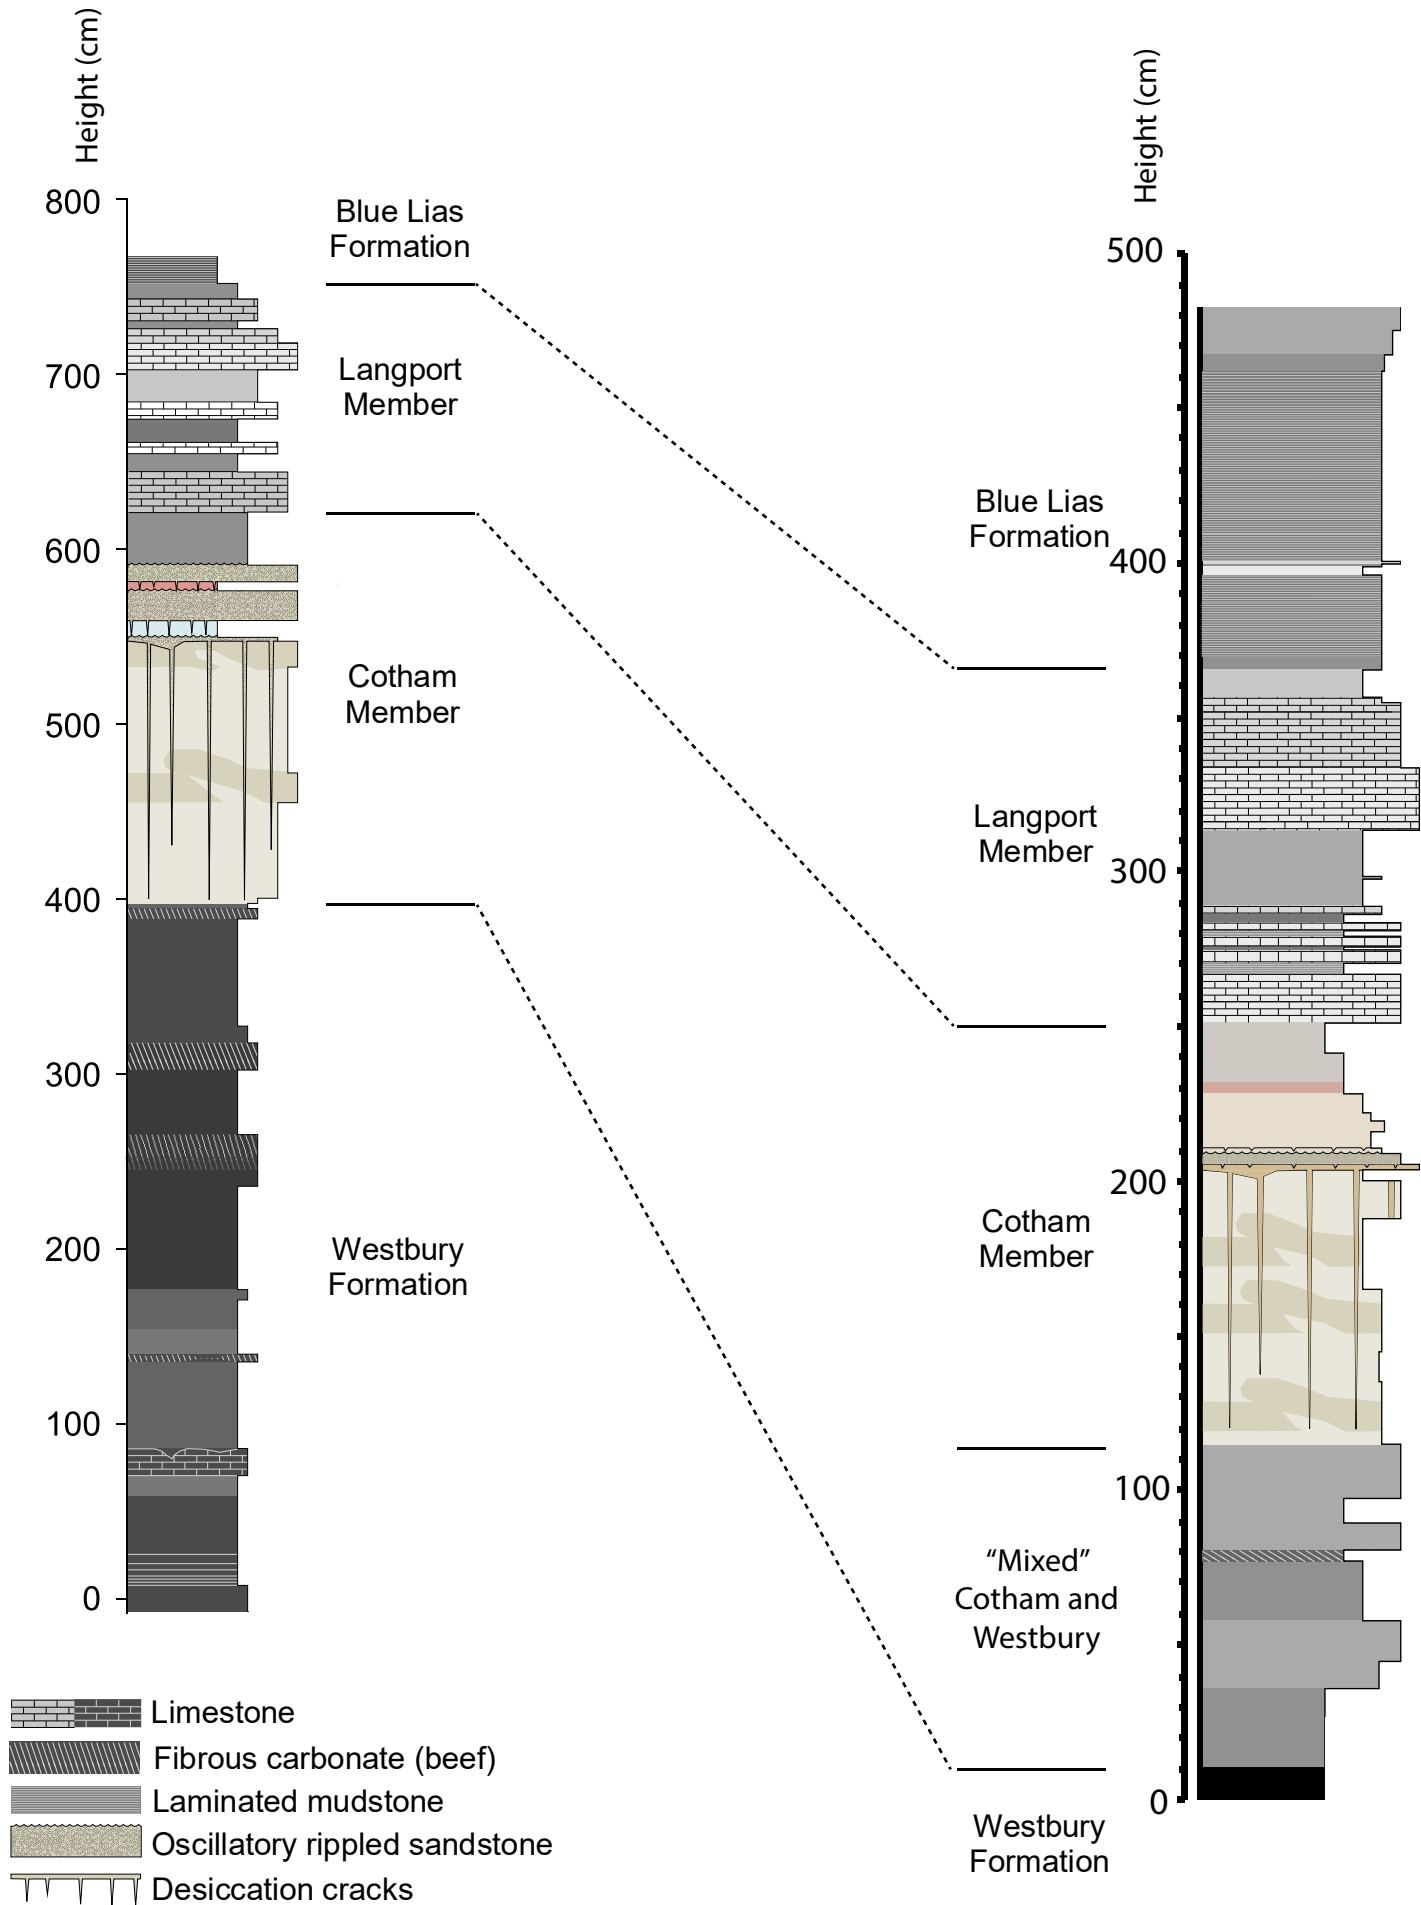 Height (cm)
800
700
600
500
400
300
200
100
0
Blue Lias
Formation
Langport
Member
Cotham
Member
Westbury
Formation
Height (cm)
500
400
300
200
100
0
Blue Lias
Formation
Langport
Member
Cotham
Member
“Mixed”
Cotham and
Westbury
Westbury
Formation
Limestone
Fibrous carbonate (beef)
Laminated mudstone
Oscillatory rippled sandstone
Desiccation cracks